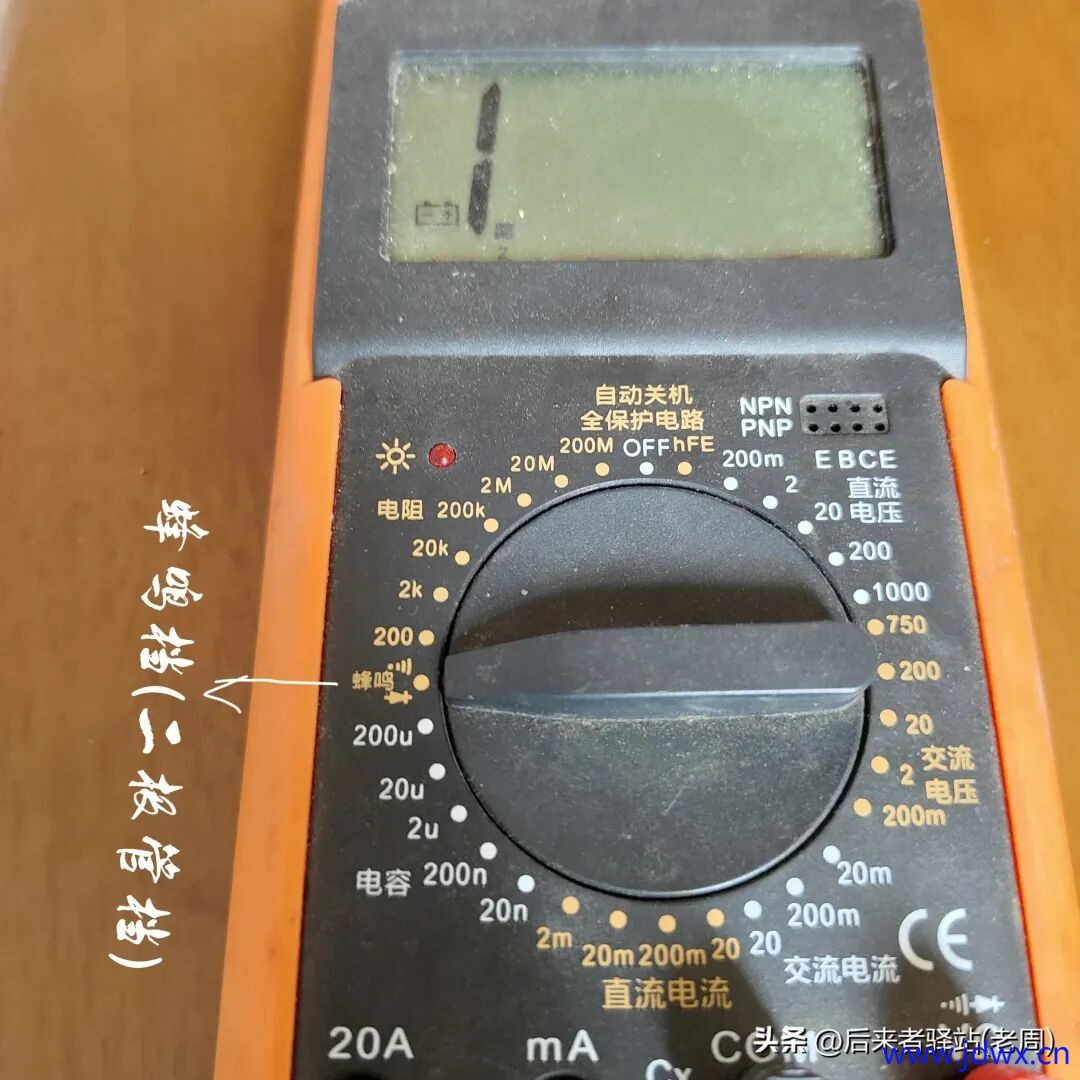 1
自动关机
全保护电路
NPN
PNP
E B C E
200M
OFF
hFE
20M
2M
电阻 200k
20k
2k
200
蜂鸣
200u
20u
2u
电容 200n
20n
200m
2
直流
20 电压
200
1000
750
200
20
交流
2 电压
200m
20m
200m
20
交流电流
2m
20m 200m 20
直流电流
CE
20A
mA
COM
Cx
蜂鸣档(二极管档)
头条 @后来者驿站(老周)
www.jdwx.cn